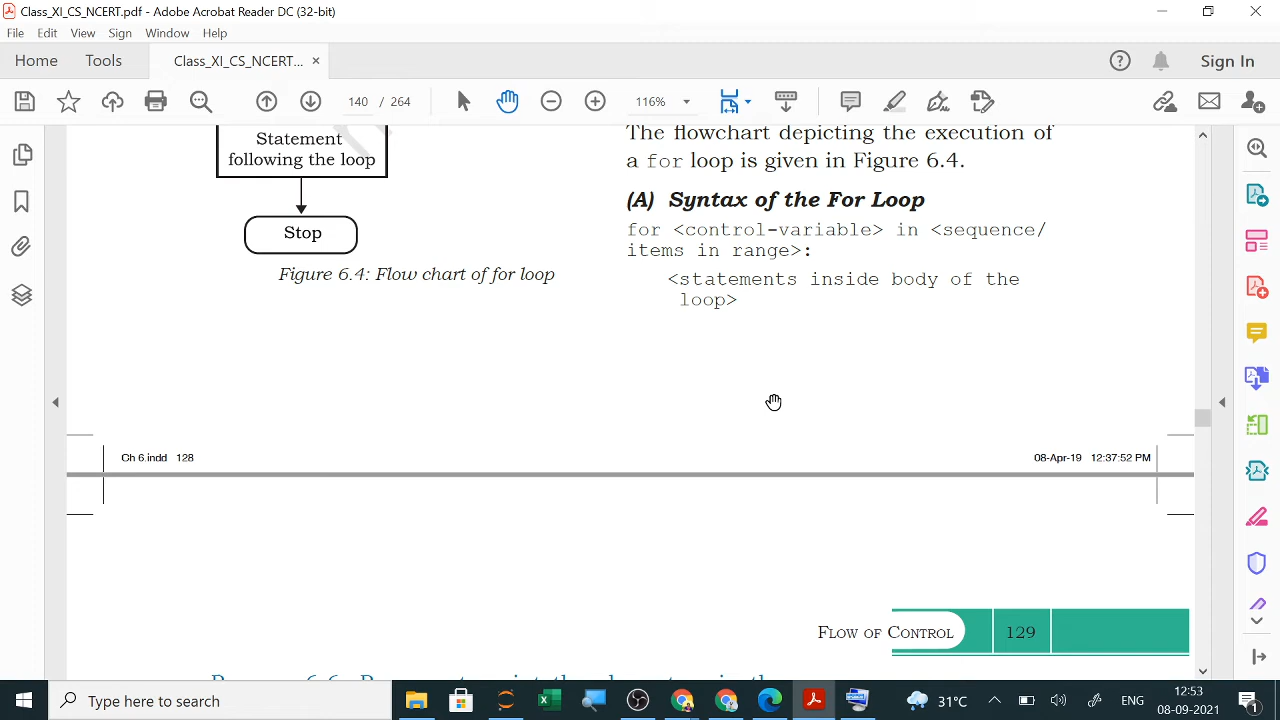 Class_XI_CS_NCERT.pdf - Adobe Acrobat Reader DC (32-bit)
File Edit View Sign Window Help
Home Tools Class_XI_CS_NCERT... × Sign In
140 / 264 116%
Statement
following the loop
Stop
Figure 6.4: Flow chart of for loop
The flowchart depicting the execution of
a for loop is given in Figure 6.4.
(A) Syntax of the For Loop
for <control-variable> in <sequence/
items in range>:
<statements inside body of the
loop>
Ch 6.indd 128
08-Apr-19 12:37:52 PM
Flow of Control 129
Type here to search
31°C ENG 12:53
08-09-2021
1